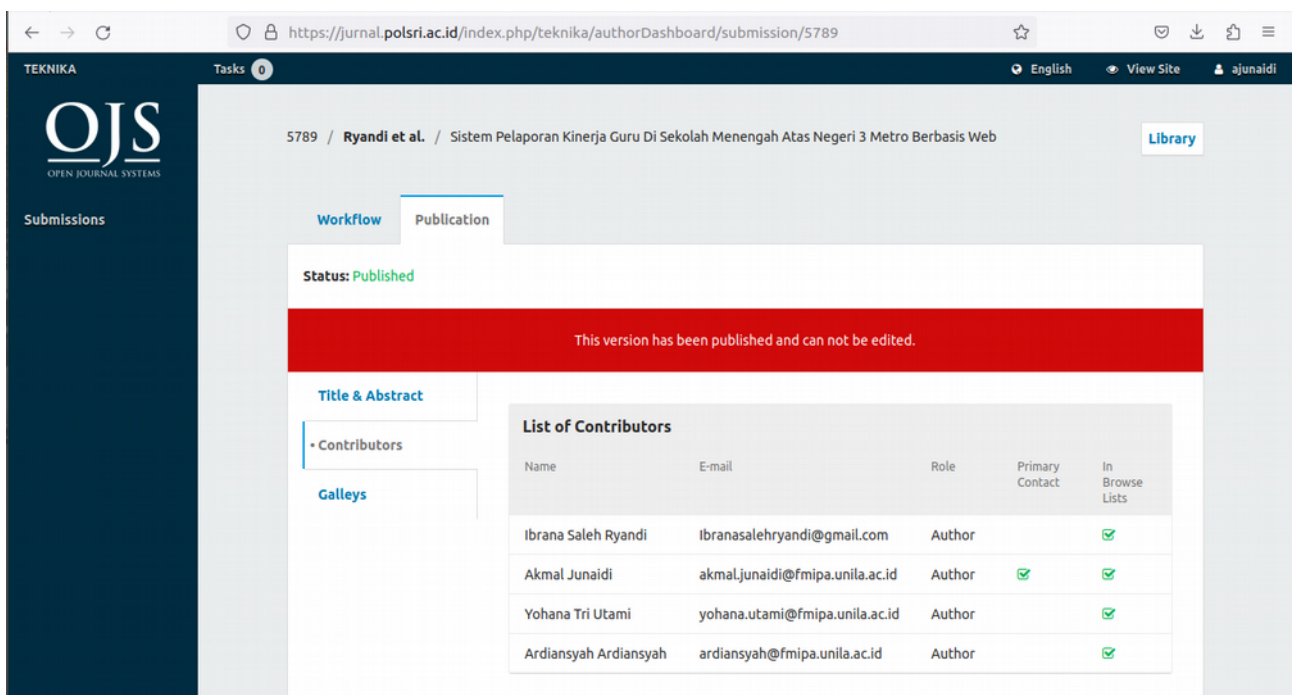 https://jurnal.polsri.ac.id/index.php/teknika/authorDashboard/submission/5789
TEKNIKA Tasks 0 English View Site ajunaidi
OJS
OPEN JOURNAL SYSTEMS
Submissions
5789 / Ryandi et al. / Sistem Pelaporan Kinerja Guru Di Sekolah Menengah Atas Negeri 3 Metro Berbasis Web
Library
Workflow Publication
Status: Published
This version has been published and can not be edited.
Title & Abstract
• Contributors
Galleys
List of Contributors
Name E-mail Role Primary Contact In Browse Lists
Ibrana Saleh Ryandi Ibranasalehryandi@gmail.com Author
Akmal Junaidi akmal.junaidi@fmipa.unila.ac.id Author
Yohana Tri Utami yohana.utami@fmipa.unila.ac.id Author
Ardiansyah Ardiansyah ardiansyah@fmipa.unila.ac.id Author